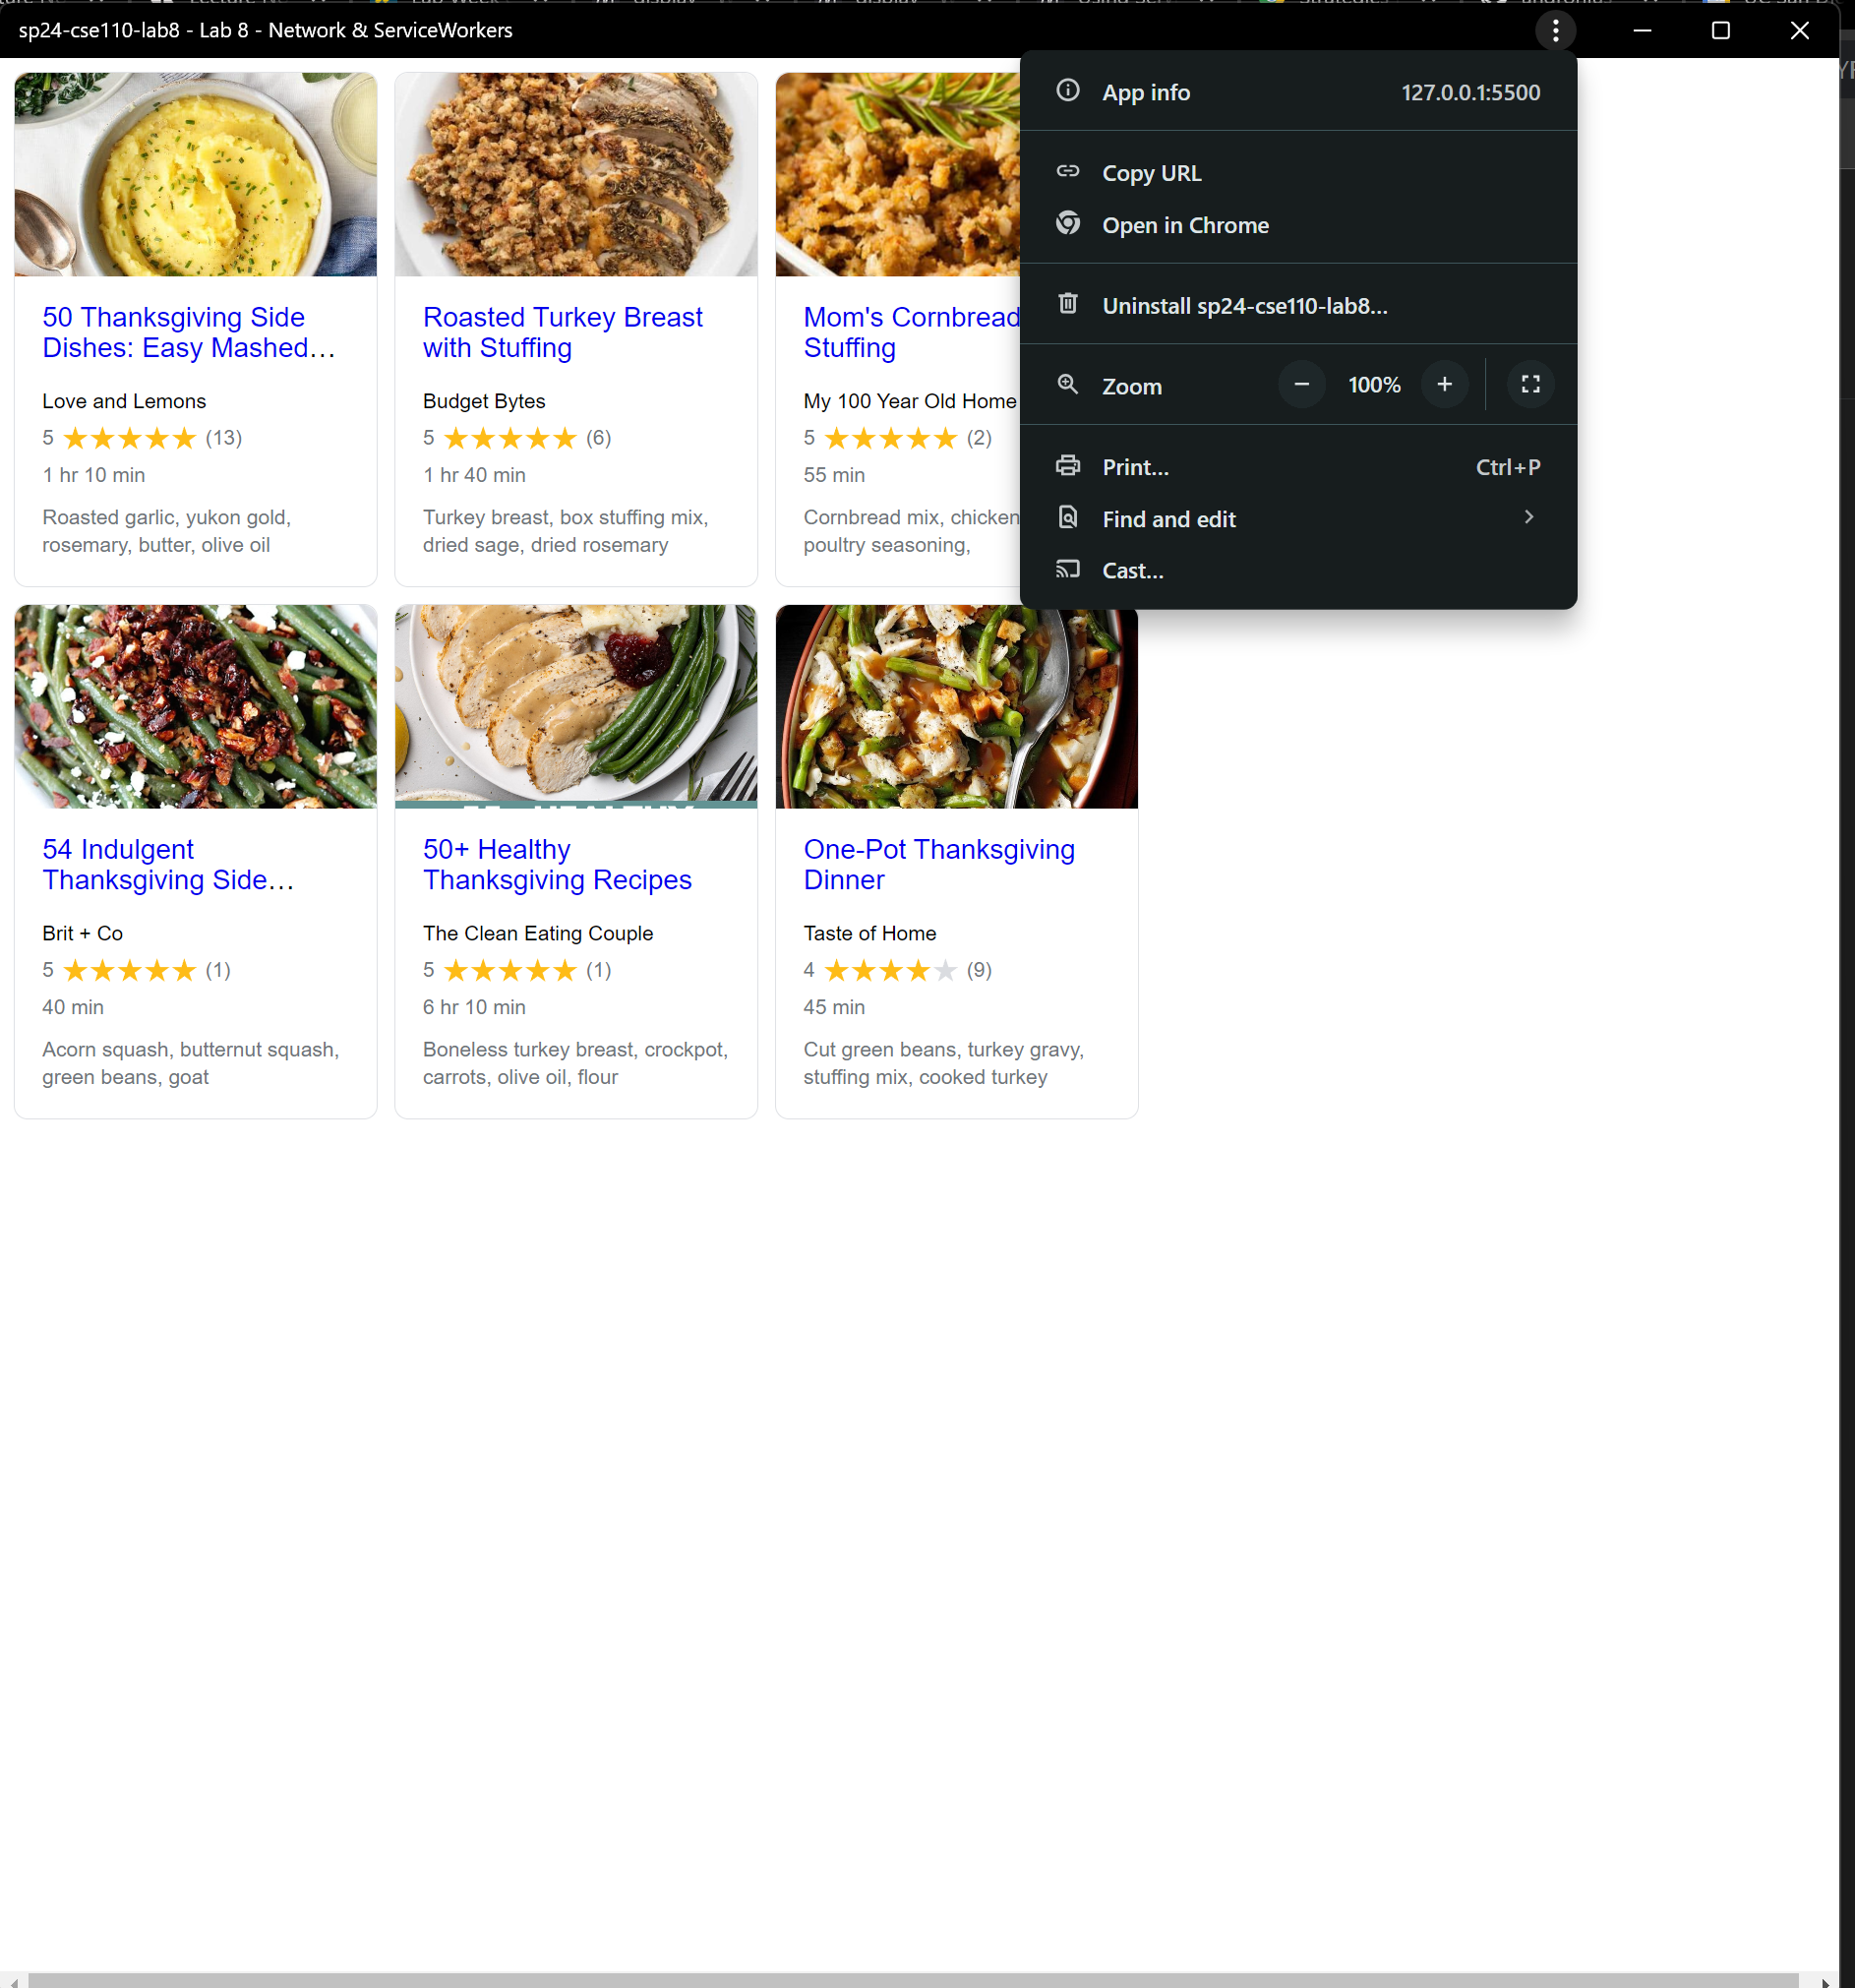 sp24-cse110-lab8 - Lab 8 - Network & ServiceWorkers
App info 127.0.0.1:5500
Copy URL
Open in Chrome
Uninstall sp24-cse110-lab8...
Zoom 100%
Print... Ctrl+P
Find and edit
Cast...
50 Thanksgiving Side
Dishes: Easy Mashed...
Love and Lemons
5 (13)
1 hr 10 min
Roasted garlic, yukon gold,
rosemary, butter, olive oil
Roasted Turkey Breast
with Stuffing
Budget Bytes
5 (6)
1 hr 40 min
Turkey breast, box stuffing mix,
dried sage, dried rosemary
Mom's Cornbread
Stuffing
My 100 Year Old Home
5 (2)
55 min
Cornbread mix, chicken
poultry seasoning,
54 Indulgent
Thanksgiving Side...
Brit + Co
5 (1)
40 min
Acorn squash, butternut squash,
green beans, goat
50+ Healthy
Thanksgiving Recipes
The Clean Eating Couple
5 (1)
6 hr 10 min
Boneless turkey breast, crockpot,
carrots, olive oil, flour
One-Pot Thanksgiving
Dinner
Taste of Home
4 (9)
45 min
Cut green beans, turkey gravy,
stuffing mix, cooked turkey